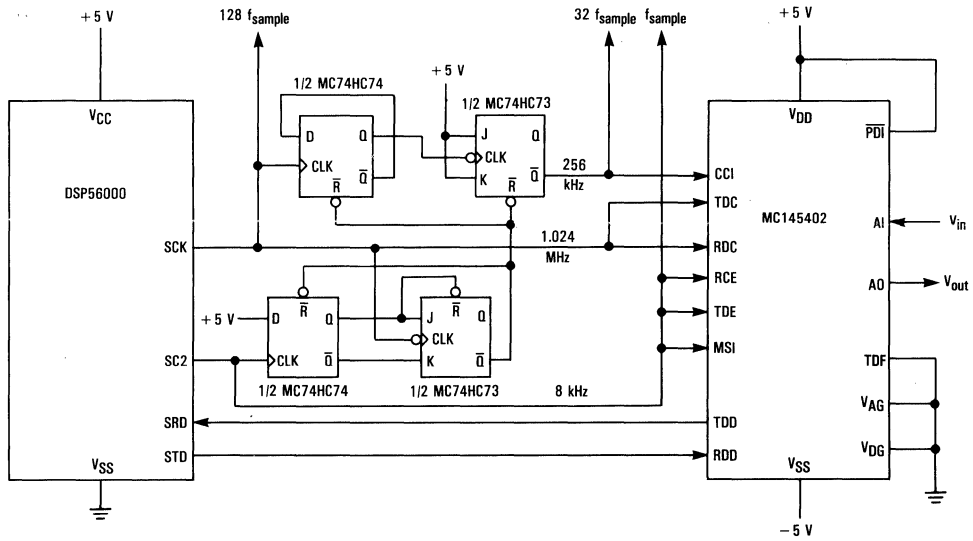 +5 V
128 fsample
32 fsample fsample
+5 V
1/2 MC74HC74
+5 V
1/2 MC74HC73
VCC
DSP56000
SCK
SC2
SRD
STD
VSS
D Q
CLK
R̅ Q̅
J Q
CLK
K R̅ Q̅
256
kHz
1.024
MHz
+5 V
D R̅ Q
CLK Q̅
1/2 MC74HC74
J R̅ Q
CLK
K Q̅
1/2 MC74HC73
8 kHz
VDD
PDI̅
CCI
TDC
MC145402
RDC
RCE
TDE
MSI
TDD
RDD
AI
Vin
AO
Vout
TDF
VAG
VDG
VSS
−5 V